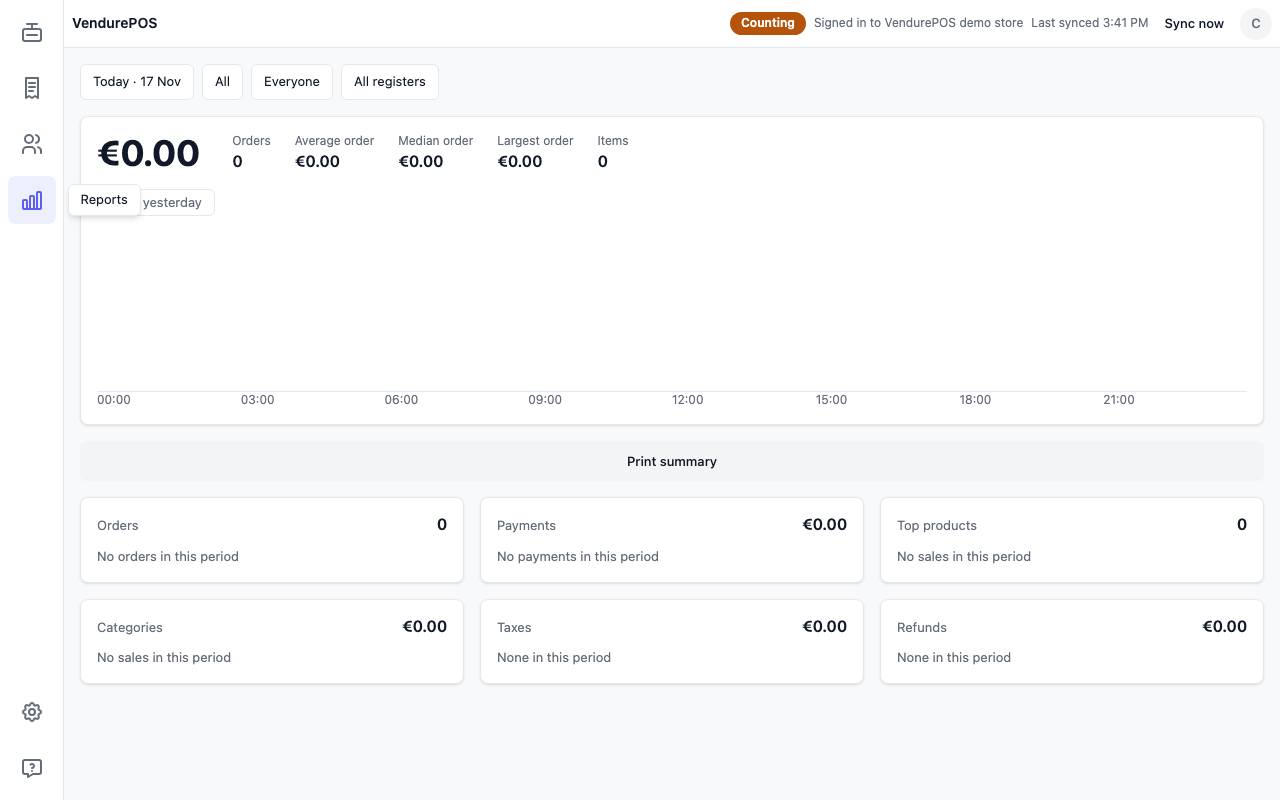 VendurePOS
Counting
Signed in to VendurePOS demo store
Last synced 3:41 PM
Sync now
C
Today · 17 Nov
All
Everyone
All registers
€0.00
Orders
0
Average order
€0.00
Median order
€0.00
Largest order
€0.00
Items
0
Reports
yesterday
00:00
03:00
06:00
09:00
12:00
15:00
18:00
21:00
Print summary
Orders
0
No orders in this period
Payments
€0.00
No payments in this period
Top products
0
No sales in this period
Categories
€0.00
No sales in this period
Taxes
€0.00
None in this period
Refunds
€0.00
None in this period